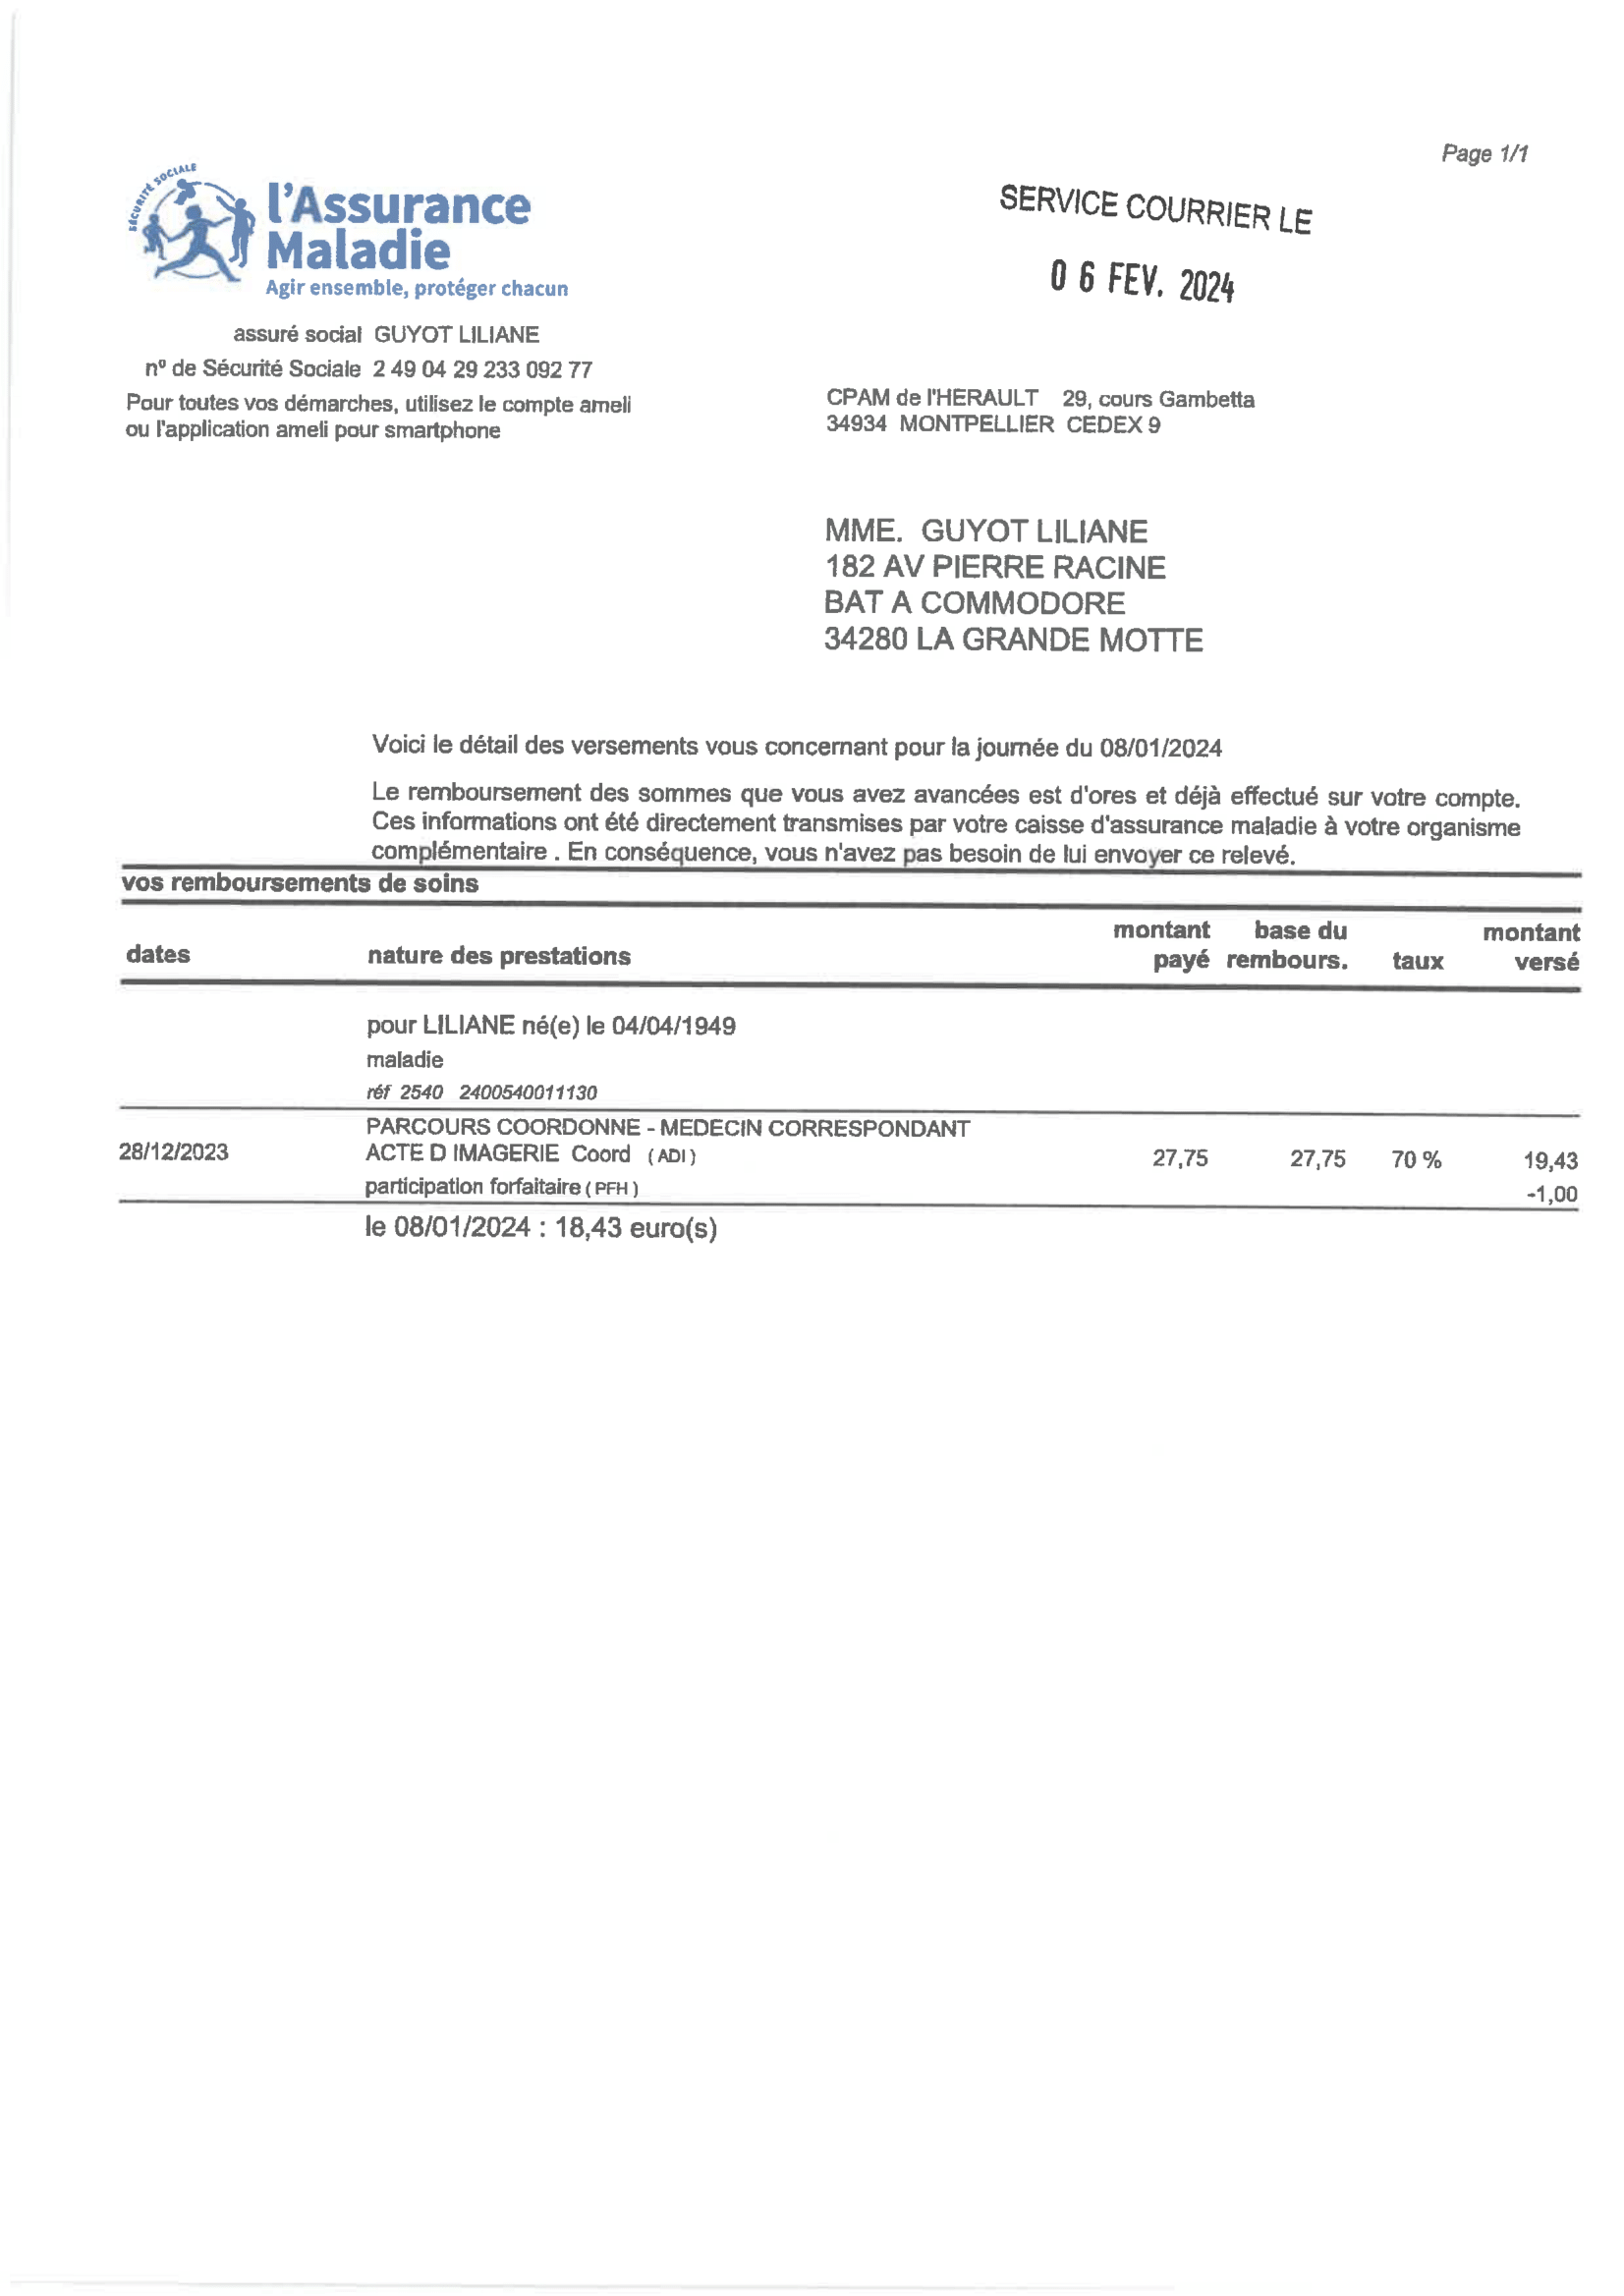 Page 1/1
SÉCURITÉ SOCIALE
l'Assurance
Maladie
Agir ensemble, protéger chacun
SERVICE COURRIER LE
0 6 FEV. 2024
assuré social GUYOT LILIANE
nº de Sécurité Sociale 2 49 04 29 233 092 77
Pour toutes vos démarches, utilisez le compte ameli
ou l'application ameli pour smartphone
CPAM de l'HERAULT 29, cours Gambetta
34934 MONTPELLIER CEDEX 9
MME. GUYOT LILIANE
182 AV PIERRE RACINE
BAT A COMMODORE
34280 LA GRANDE MOTTE
Voici le détail des versements vous concernant pour la journée du 08/01/2024
Le remboursement des sommes que vous avez avancées est d'ores et déjà effectué sur votre compte.
Ces informations ont été directement transmises par votre caisse d'assurance maladie à votre organisme
complémentaire . En conséquence, vous n'avez pas besoin de lui envoyer ce relevé.
vos remboursements de soins
dates nature des prestations montant payé base du rembours. taux montant versé
pour LILIANE né(e) le 04/04/1949
maladie
réf 2540 2400540011130
PARCOURS COORDONNE - MEDECIN CORRESPONDANT
28/12/2023 ACTE D IMAGERIE Coord (ADI) 27,75 27,75 70 % 19,43
participation forfaitaire (PFH) -1,00
le 08/01/2024 : 18,43 euro(s)